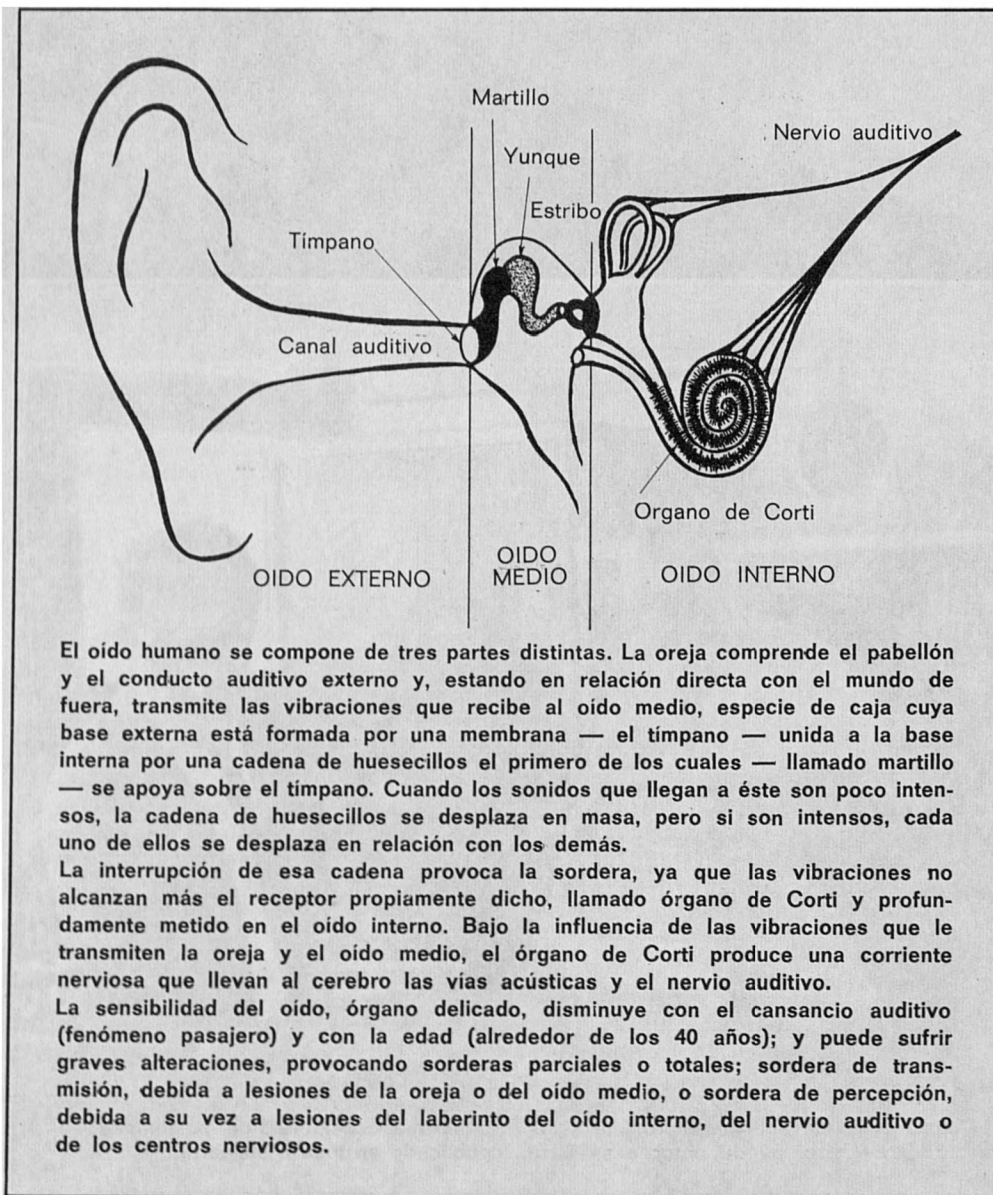 Martillo
Nervio auditivo
Yunque
Estribo
Tímpano
Canal auditivo
Organo de Corti
OIDO EXTERNO
OIDO
MEDIO
OIDO INTERNO
El oído humano se compone de tres partes distintas. La oreja comprende el pabellón
y el conducto auditivo externo y, estando en relación directa con el mundo de
fuera, transmite las vibraciones que recibe al oído medio, especie de caja cuya
base externa está formada por una membrana — el tímpano — unida a la base
interna por una cadena de huesecillos el primero de los cuales — llamado martillo
— se apoya sobre el tímpano. Cuando los sonidos que llegan a éste son poco inten-
sos, la cadena de huesecillos se desplaza en masa, pero si son intensos, cada
uno de ellos se desplaza en relación con los demás.
La interrupción de esa cadena provoca la sordera, ya que las vibraciones no
alcanzan más el receptor propiamente dicho, llamado órgano de Corti y profun-
damente metido en el oído interno. Bajo la influencia de las vibraciones que le
transmiten la oreja y el oído medio, el órgano de Corti produce una corriente
nerviosa que llevan al cerebro las vías acústicas y el nervio auditivo.
La sensibilidad del oído, órgano delicado, disminuye con el cansancio auditivo
(fenómeno pasajero) y con la edad (alrededor de los 40 años); y puede sufrir
graves alteraciones, provocando sorderas parciales o totales; sordera de trans-
misión, debida a lesiones de la oreja o del oído medio, o sordera de percepción,
debida a su vez a lesiones del laberinto del oído interno, del nervio auditivo o
de los centros nerviosos.